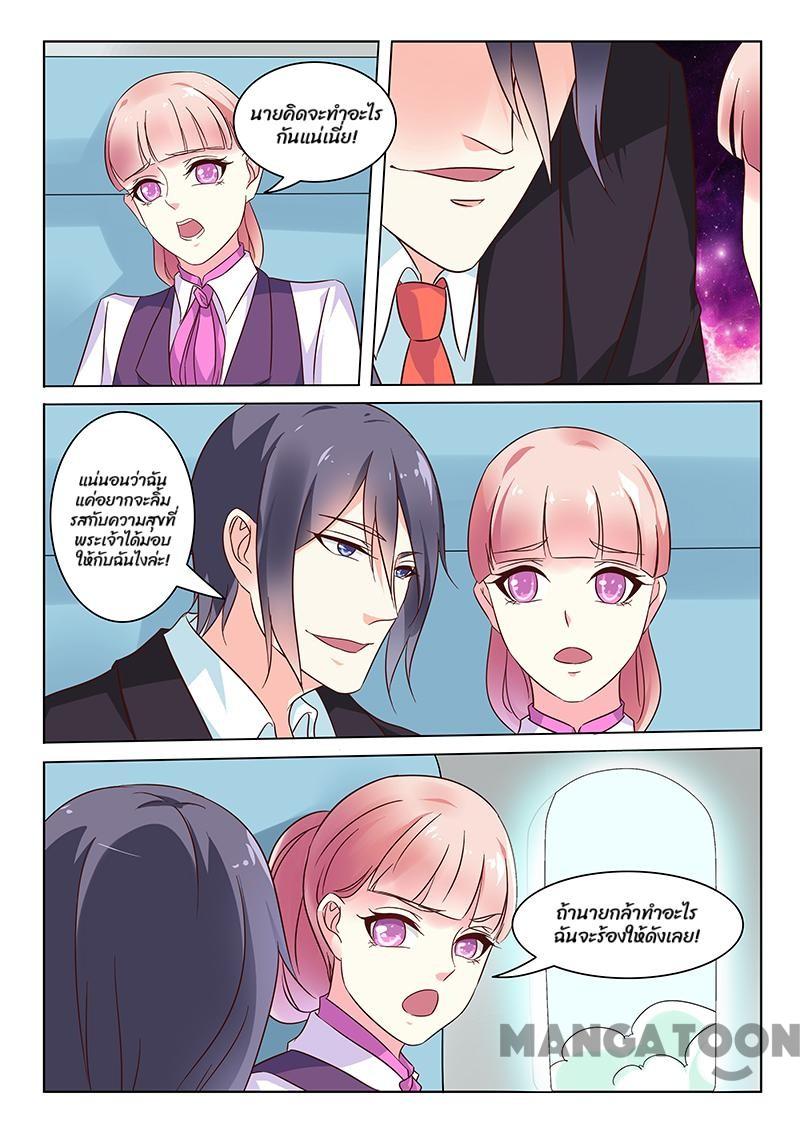 นายคิดจะทำอะไร
กันแน่เนี่ย!
แน่นอนว่าฉัน
แค่อยากจะลิ้ม
รสกับความสุขที่
พระเจ้าได้มอบ
ให้กับฉันไงล่ะ!
ถ้านายกล้าทำอะไร
ฉันจะร้องให้ดังเลย!
MANGATOON